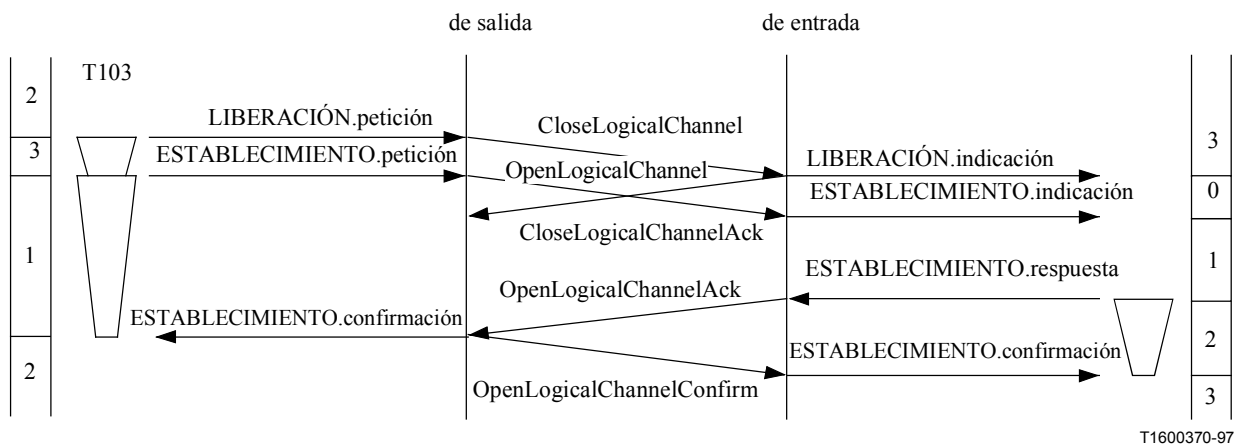 de salida
de entrada
T103
2
LIBERACIÓN.petición
CloseLogicalChannel
3
3
ESTABLECIMIENTO.petición
OpenLogicalChannel
LIBERACIÓN.indicación
ESTABLECIMIENTO.indicación
0
CloseLogicalChannelAck
1
ESTABLECIMIENTO.respuesta
1
OpenLogicalChannelAck
ESTABLECIMIENTO.confirmación
ESTABLECIMIENTO.confirmación
2
2
OpenLogicalChannelConfirm
3
T1600370-97